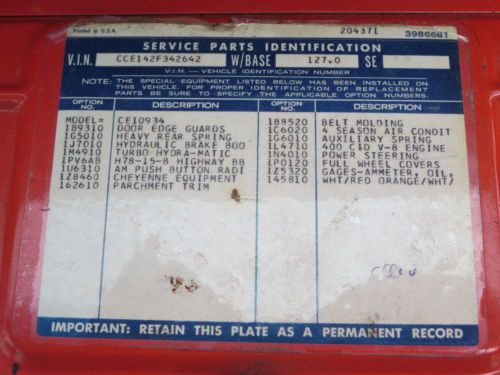 Printed in U.S.A.
204371
3986681
SERVICE PARTS IDENTIFICATION
V.I.N. CCE142F342642 W/BASE 127.0 SE
V.I.N. — VEHICLE IDENTIFICATION NUMBER
NOTE: THE SPECIAL EQUIPMENT LISTED BELOW HAS BEEN INSTALLED ON
THIS VEHICLE. FOR PROPER IDENTIFICATION OF REPLACEMENT
PARTS BE SURE TO SPECIFY THE APPLICABLE OPTION NUMBERS.
OPTION NO. DESCRIPTION OPTION NO. DESCRIPTION
MODEL= CE10934
1B9310 DOOR EDGE GUARDS
1G5010 HEAVY REAR SPRING
1J7010 HYDRAULIC BRAKE BOO
1M4910 TURBO HYDRA-MATIC
1PV6A8 H78-15-B HIGHWAY BB
1U6310 AM PUSH BUTTON RADI
1Z8460 CHEYENNE EQUIPMENT
162610 PARCHMENT TRIM
1B8520 BELT MOLDING
1C6020 4 SEASON AIR CONDIT
1G6010 AUXILIARY SPRING
1L4710 400 CID V-8 ENGINE
1N4010 POWER STEERING
1P0120 FULL WHEEL COVERS
1Z5320 GAGES-AMMETER, OIL,
145810 WHT/RED ORANGE/WHT/
IMPORTANT: RETAIN THIS PLATE AS A PERMANENT RECORD